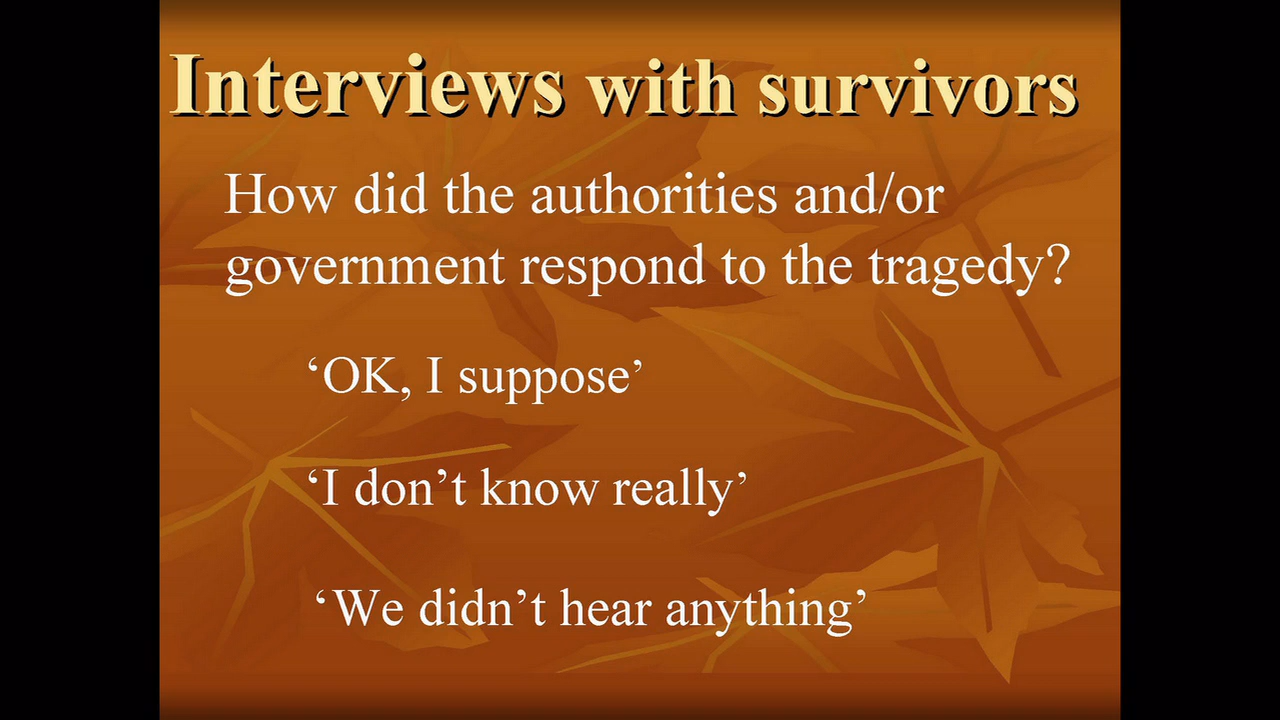 Interviews with survivors
How did the authorities and/or
government respond to the tragedy?
‘OK, I suppose’
‘I don’t know really’
‘We didn’t hear anything’